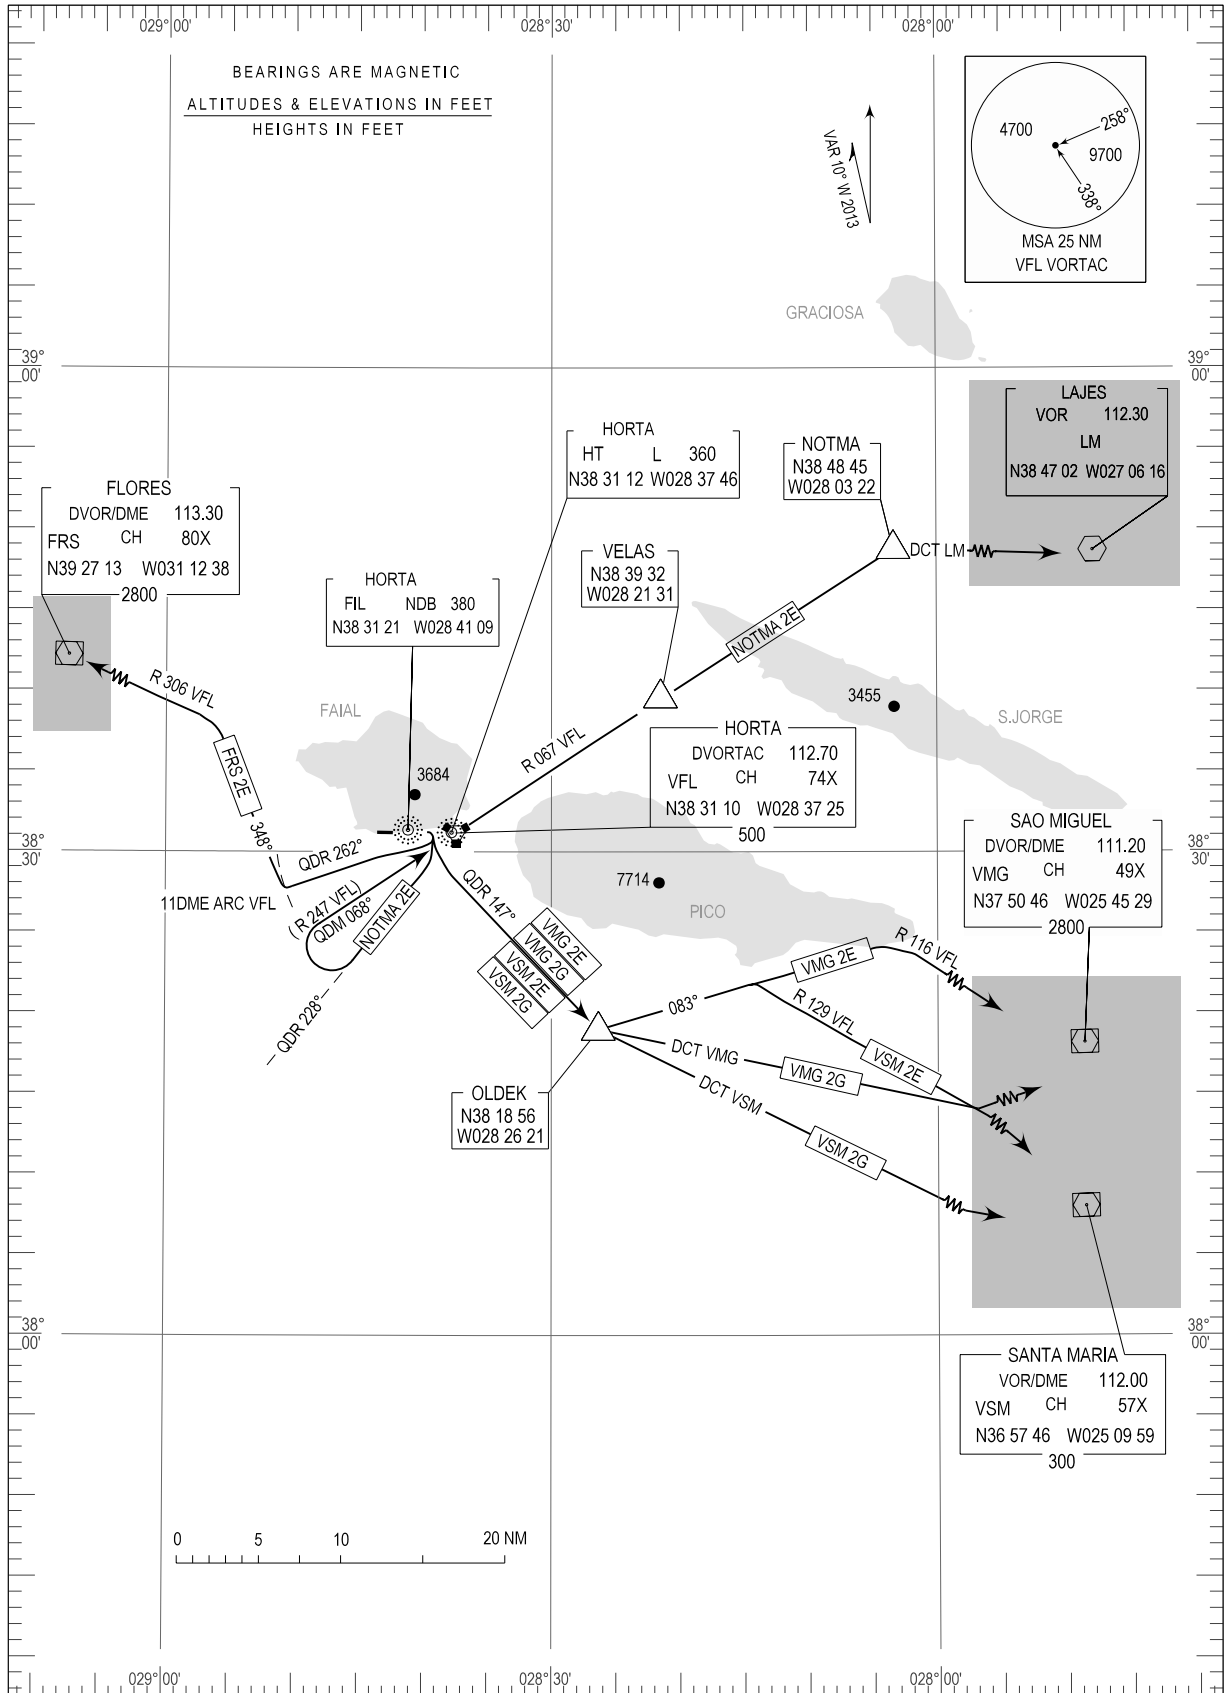 029°00'
028°30'
028°00'
BEARINGS ARE MAGNETIC
ALTITUDES & ELEVATIONS IN FEET
HEIGHTS IN FEET
VAR 10° W 2013
4700
258°
9700
338°
MSA 25 NM
VFL VORTAC
GRACIOSA
39°
00'
39°
00'
LAJES
VOR 112.30
LM
N38 47 02 W027 06 16
HORTA
HT L 360
N38 31 12 W028 37 46
NOTMA
N38 48 45
W028 03 22
FLORES
DVOR/DME 113.30
FRS CH 80X
N39 27 13 W031 12 38
2800
VELAS
N38 39 32
W028 21 31
DCT LM
HORTA
FIL NDB 380
N38 31 21 W028 41 09
NOTMA 2E
R 306 VFL
FAIAL
3455
S.JORGE
R 067 VFL
HORTA
DVORTAC 112.70
VFL CH 74X
N38 31 10 W028 37 25
500
FRS 2E
3684
348°
38°
30'
38°
30'
SAO MIGUEL
DVOR/DME 111.20
VMG CH 49X
N37 50 46 W025 45 29
2800
QDR 262°
11DME ARC VFL
(R 247 VFL)
QDM 068°
NOTMA 2E
QDR 147°
7714
PICO
VMG 2E
VMG 2G
VSM 2E
VSM 2G
QDR 228°
083°
VMG 2E
R 116 VFL
R 129 VFL
VSM 2E
DCT VMG
VMG 2G
DCT VSM
VSM 2G
OLDEK
N38 18 56
W028 26 21
38°
00'
38°
00'
SANTA MARIA
VOR/DME 112.00
VSM CH 57X
N36 57 46 W025 09 59
300
0 5 10 20 NM
029°00'
028°30'
028°00'